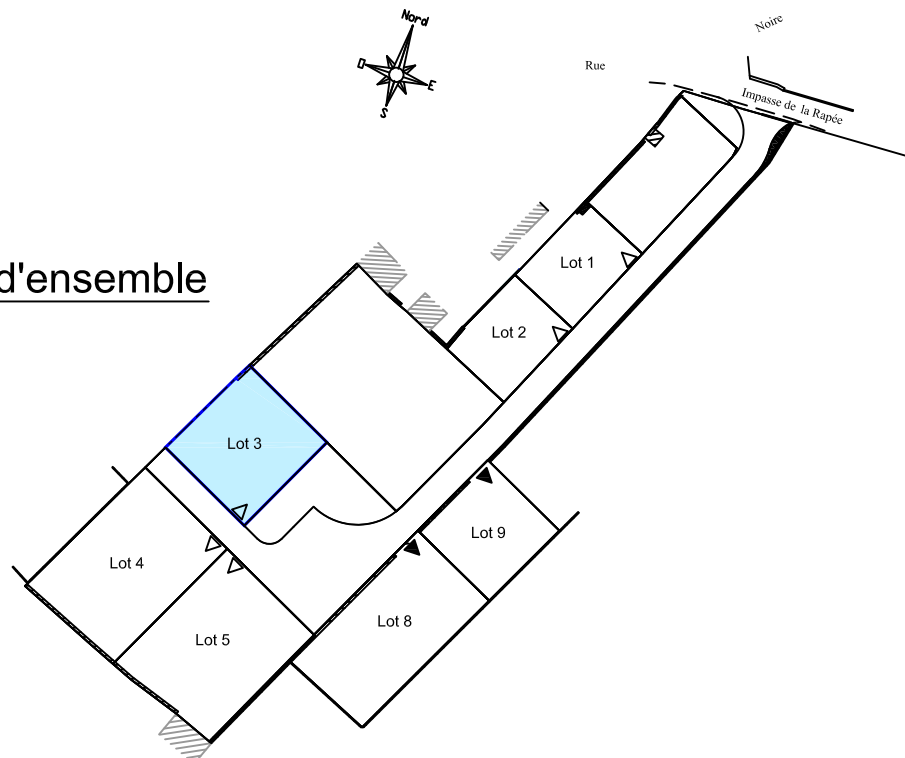 Nord
O
E
S
Noire
Rue
Impasse de la Rapée
d'ensemble
Lot 1
Lot 2
Lot 3
Lot 4
Lot 9
Lot 8
Lot 5